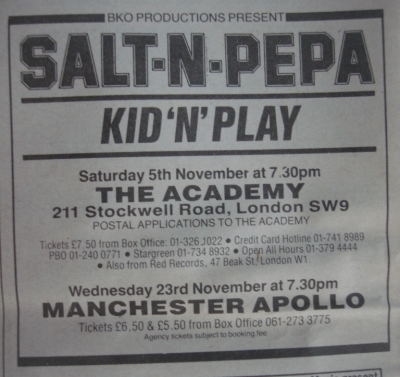 BKO PRODUCTIONS PRESENT
SALT-N-PEPA
KID 'N' PLAY
Saturday 5th November at 7.30pm
THE ACADEMY
211 Stockwell Road, London SW9
POSTAL APPLICATIONS TO THE ACADEMY
Tickets £7.50 from Box Office: 01-326 1022 • Credit Card Hotline 01-741 8989
PBO 01-240 0771 • Stargreen 01-734 8932 • Open All Hours 01-379 4444
• Also from Red Records, 47 Beak St, London W1.
Wednesday 23rd November at 7.30pm
MANCHESTER APOLLO
Tickets £6.50 & £5.50 from Box Office 061-273 3775
Agency tickets subject to booking fee
present